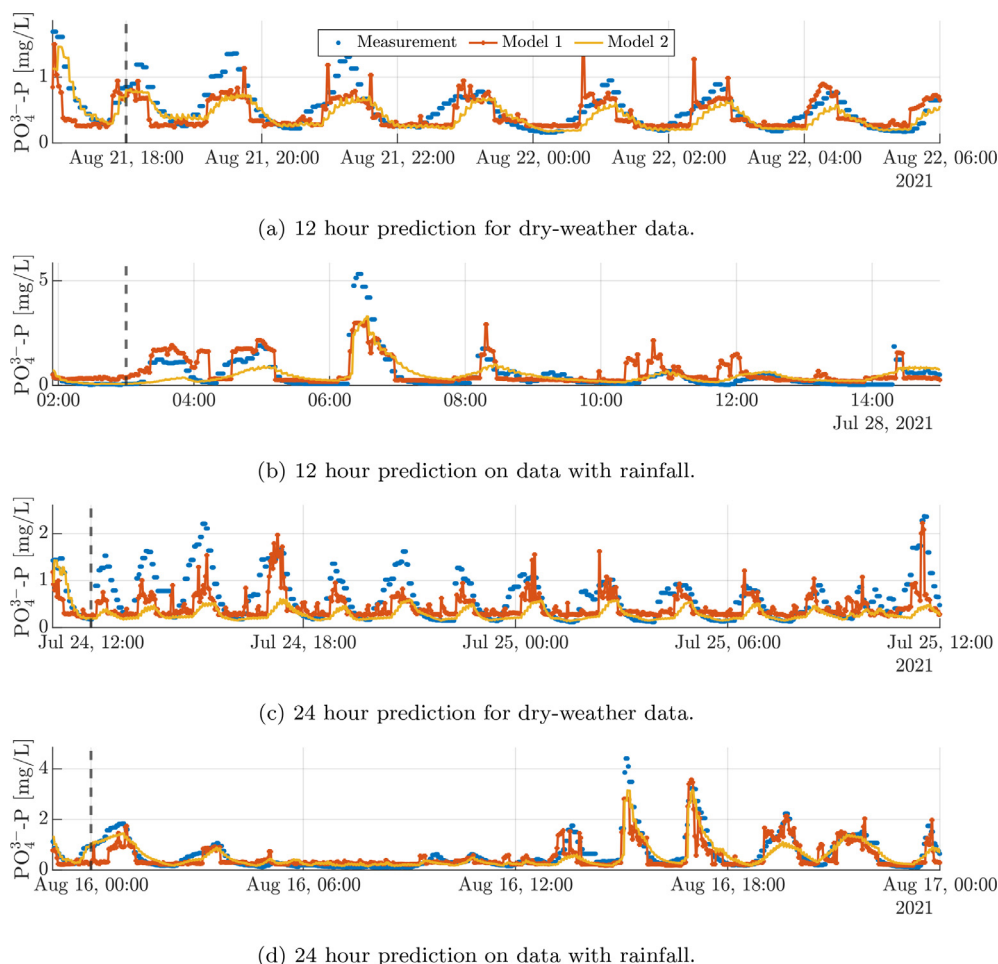 Measurement Model 1 Model 2
PO₄³⁻-P [mg/L]
1
0
Aug 21, 18:00 Aug 21, 20:00 Aug 21, 22:00 Aug 22, 00:00 Aug 22, 02:00 Aug 22, 04:00 Aug 22, 06:00
2021
(a) 12 hour prediction for dry-weather data.
PO₄³⁻-P [mg/L]
5
0
02:00 04:00 06:00 08:00 10:00 12:00 14:00
Jul 28, 2021
(b) 12 hour prediction on data with rainfall.
PO₄³⁻-P [mg/L]
2
1
0
Jul 24, 12:00 Jul 24, 18:00 Jul 25, 00:00 Jul 25, 06:00 Jul 25, 12:00
2021
(c) 24 hour prediction for dry-weather data.
PO₄³⁻-P [mg/L]
4
2
0
Aug 16, 00:00 Aug 16, 06:00 Aug 16, 12:00 Aug 16, 18:00 Aug 17, 00:00
2021
(d) 24 hour prediction on data with rainfall.